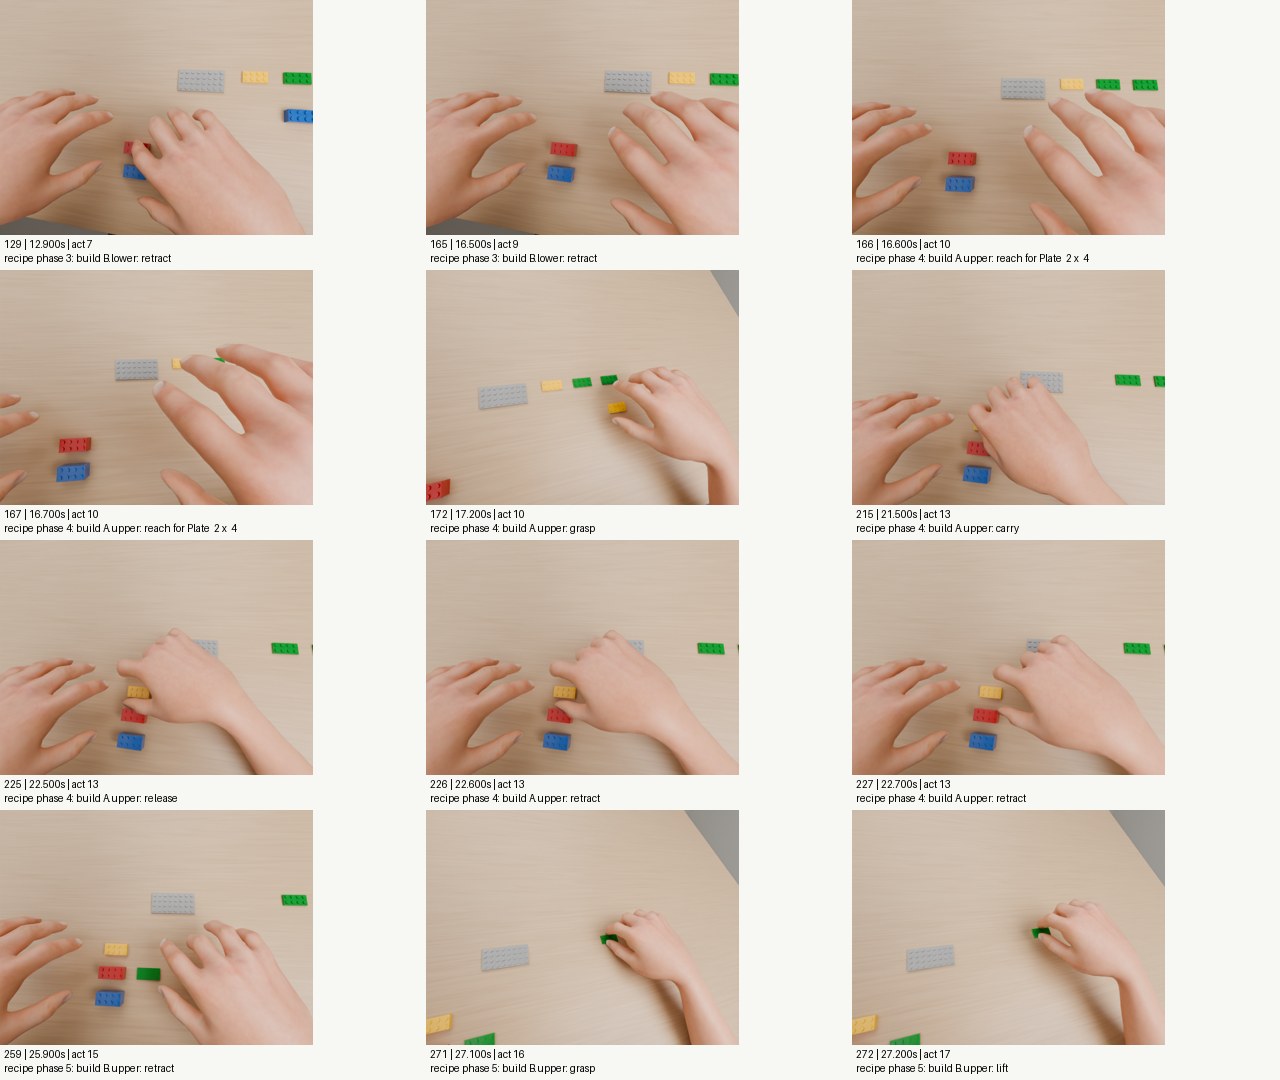 129 | 12.900s | act 7
recipe phase 3: build B.lower: retract
165 | 16.500s | act 9
recipe phase 3: build B.lower: retract
166 | 16.600s | act 10
recipe phase 4: build A.upper: reach for Plate 2 x 4
167 | 16.700s | act 10
recipe phase 4: build A.upper: reach for Plate 2 x 4
172 | 17.200s | act 10
recipe phase 4: build A.upper: grasp
215 | 21.500s | act 13
recipe phase 4: build A.upper: carry
225 | 22.500s | act 13
recipe phase 4: build A.upper: release
226 | 22.600s | act 13
recipe phase 4: build A.upper: retract
227 | 22.700s | act 13
recipe phase 4: build A.upper: retract
259 | 25.900s | act 15
recipe phase 5: build B.upper: retract
271 | 27.100s | act 16
recipe phase 5: build B.upper: grasp
272 | 27.200s | act 17
recipe phase 5: build B.upper: lift